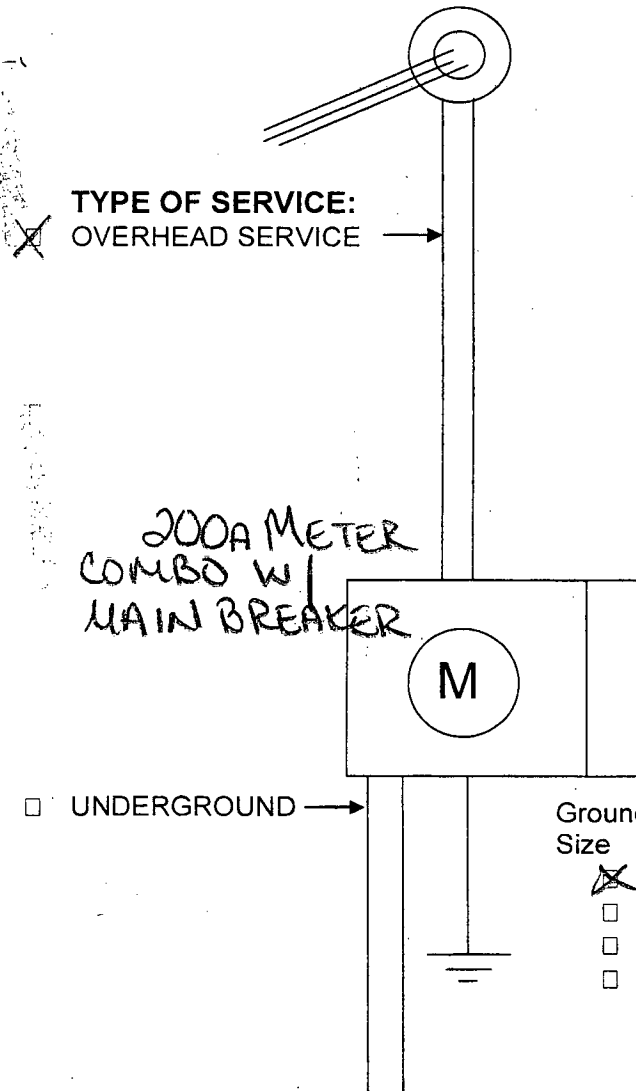 TYPE OF SERVICE:
OVERHEAD SERVICE
200A METER
COMBO W/
MAIN BREAKER
M
UNDERGROUND
Size